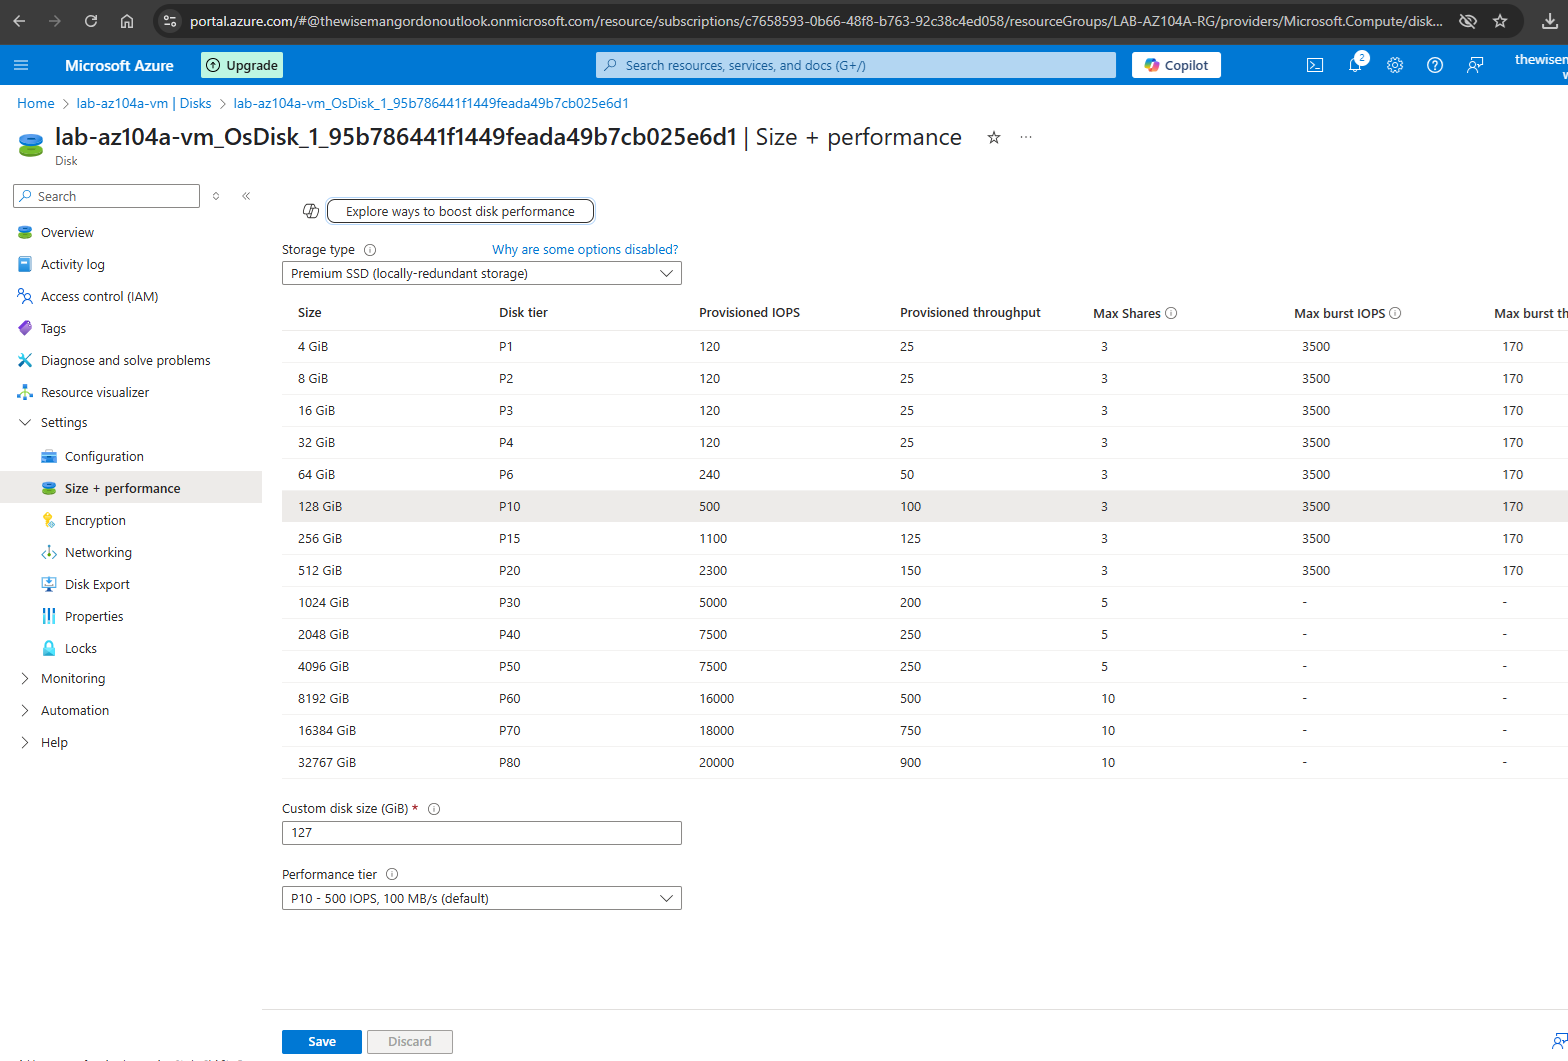 portal.azure.com/#@thewisemangordonoutlook.onmicrosoft.com/resource/subscriptions/c7658593-0b66-48f8-b763-92c38c4ed058/resourceGroups/LAB-AZ104A-RG/providers/Microsoft.Compute/disk...
Microsoft Azure
Upgrade
Search resources, services, and docs (G+/)
Copilot
2
thewisem
Home > lab-az104a-vm | Disks > lab-az104a-vm_OsDisk_1_95b786441f1449feada49b7cb025e6d1
lab-az104a-vm_OsDisk_1_95b786441f1449feada49b7cb025e6d1 | Size + performance
Disk
Search
Overview
Activity log
Access control (IAM)
Tags
Diagnose and solve problems
Resource visualizer
Settings
Configuration
Size + performance
Encryption
Networking
Disk Export
Properties
Locks
Monitoring
Automation
Help
Explore ways to boost disk performance
Storage type Why are some options disabled?
Premium SSD (locally-redundant storage)
Size Disk tier Provisioned IOPS Provisioned throughput Max Shares Max burst IOPS Max burst th
4 GiB P1 120 25 3 3500 170
8 GiB P2 120 25 3 3500 170
16 GiB P3 120 25 3 3500 170
32 GiB P4 120 25 3 3500 170
64 GiB P6 240 50 3 3500 170
128 GiB P10 500 100 3 3500 170
256 GiB P15 1100 125 3 3500 170
512 GiB P20 2300 150 3 3500 170
1024 GiB P30 5000 200 5 - -
2048 GiB P40 7500 250 5 - -
4096 GiB P50 7500 250 5 - -
8192 GiB P60 16000 500 10 - -
16384 GiB P70 18000 750 10 - -
32767 GiB P80 20000 900 10 - -
Custom disk size (GiB) *
127
Performance tier
P10 - 500 IOPS, 100 MB/s (default)
Save
Discard